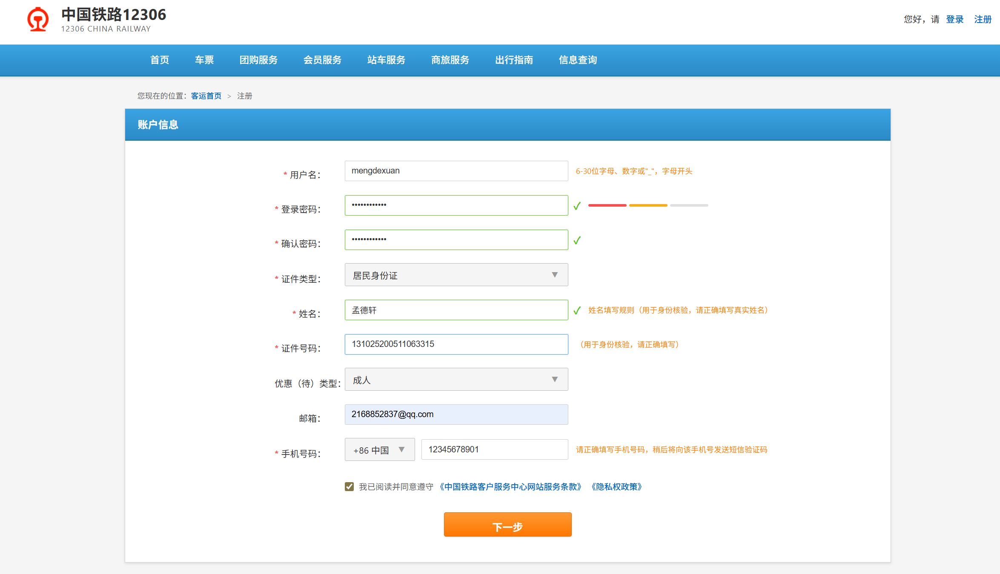 中国铁路12306
12306 CHINA RAILWAY
您好，请 登录 注册
首页 车票 团购服务 会员服务 站车服务 商旅服务 出行指南 信息查询
您现在的位置：客运首页 > 注册
账户信息
* 用户名： mengdexuan 6-30位字母、数字或"_"，字母开头
* 登录密码： ••••••••••••
* 确认密码： ••••••••••••
* 证件类型： 居民身份证
* 姓名： 孟德轩 姓名填写规则（用于身份核验，请正确填写真实姓名）
* 证件号码： 131025200511063315 （用于身份核验，请正确填写）
优惠（待）类型： 成人
邮箱： 2168852837@qq.com
* 手机号码： +86 中国 12345678901 请正确填写手机号码，稍后将向该手机号发送短信验证码
我已阅读并同意遵守 《中国铁路客户服务中心网站服务条款》 《隐私权政策》
下一步